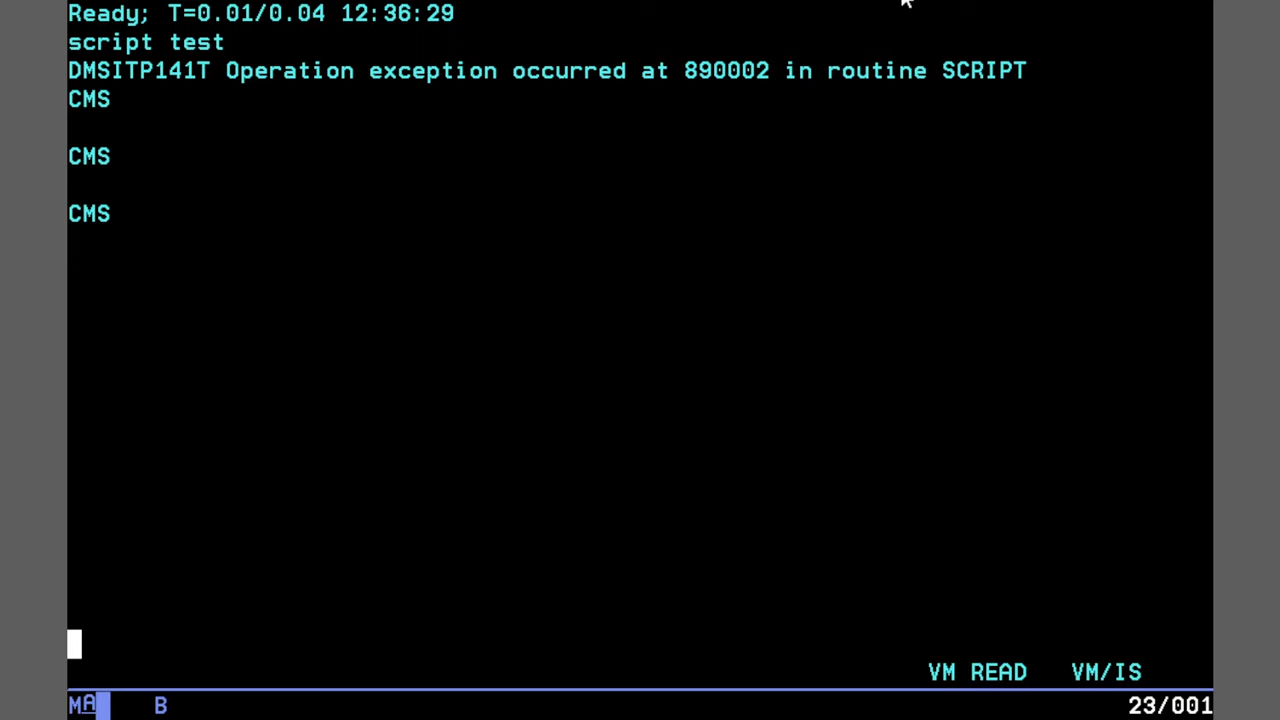 Ready; T=0.01/0.04 12:36:29
script test
DMSITP141T Operation exception occurred at 890002 in routine SCRIPT
CMS
CMS
CMS
VM READ VM/IS
MA B 23/001